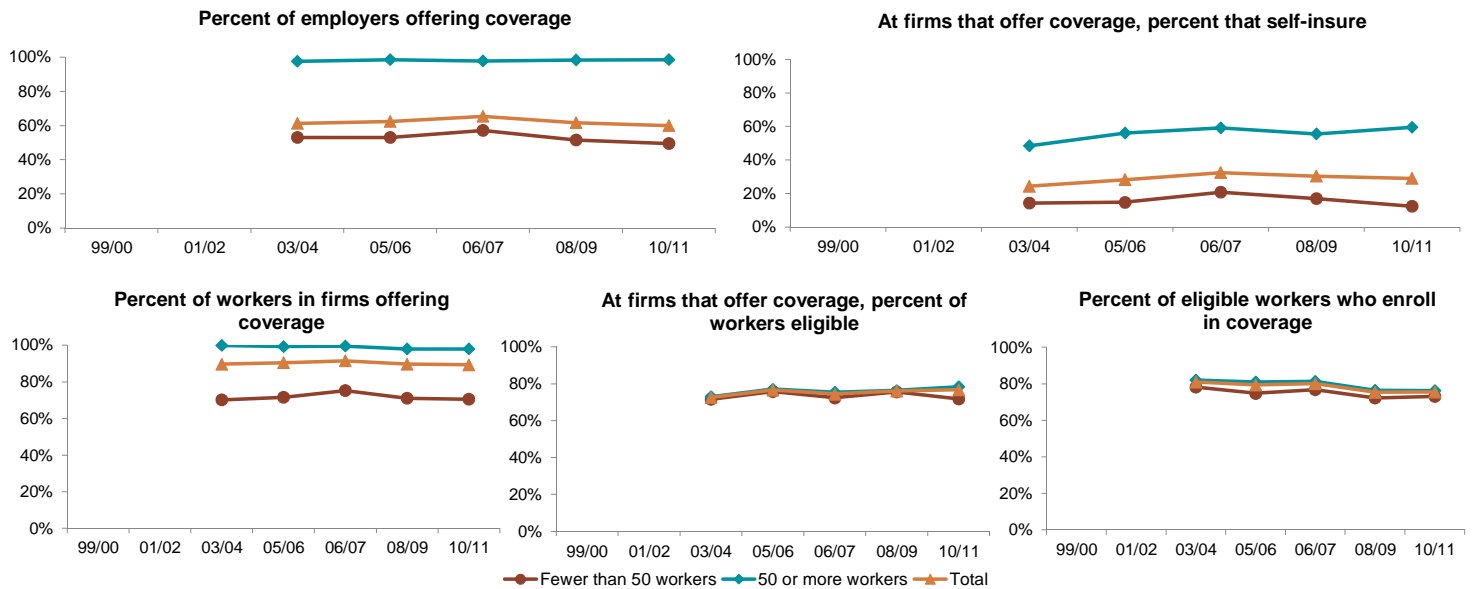 Percent of employers offering coverage
100%
80%
60%
40%
20%
0%
99/00 01/02 03/04 05/06 06/07 08/09 10/11
At firms that offer coverage, percent that self-insure
100%
80%
60%
40%
20%
0%
99/00 01/02 03/04 05/06 06/07 08/09 10/11
Percent of workers in firms offering
coverage
100%
80%
60%
40%
20%
0%
99/00 01/02 03/04 05/06 06/07 08/09 10/11
At firms that offer coverage, percent of
workers eligible
100%
80%
60%
40%
20%
0%
99/00 01/02 03/04 05/06 06/07 08/09 10/11
Percent of eligible workers who enroll
in coverage
100%
80%
60%
40%
20%
0%
99/00 01/02 03/04 05/06 06/07 08/09 10/11
Fewer than 50 workers 50 or more workers Total